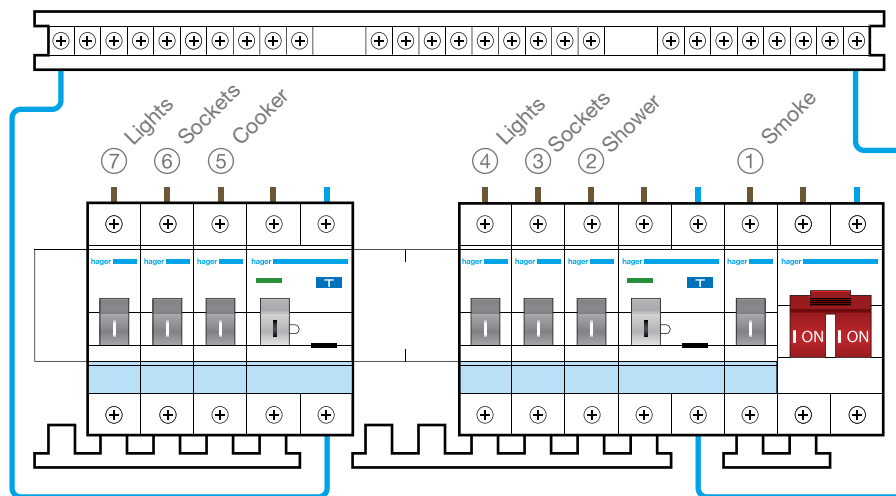 Lights
Sockets
Cooker
Lights
Sockets
Shower
Smoke
7
6
5
4
3
2
1
hager
hager
hager
hager
hager
hager
hager
hager
hager
hager
T
T
I
I
I
I
I
I
I
I
I
I ON
I ON